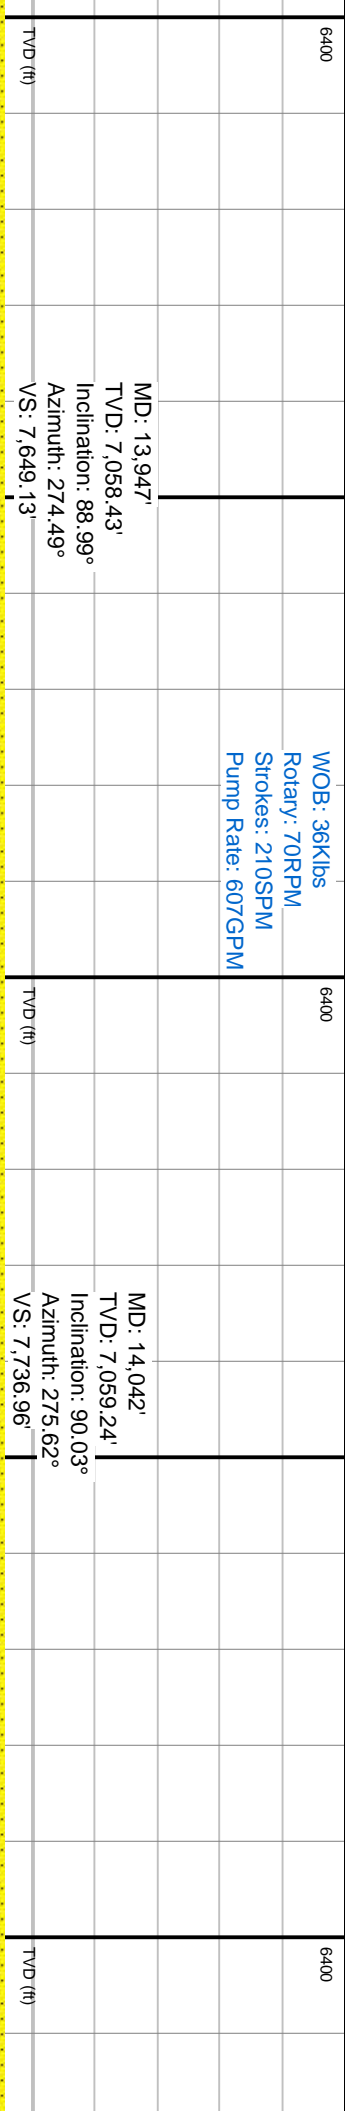 6400
TVD (ft)
MD: 13,947'
TVD: 7,058.43'
Inclination: 88.99°
Azimuth: 274.49°
VS: 7,649.13'
WOB: 36Klbs
Rotary: 70RPM
Strokes: 210SPM
Pump Rate: 607GPM
6400
TVD (ft)
MD: 14,042'
TVD: 7,059.24'
Inclination: 90.03°
Azimuth: 275.62°
VS: 7,736.96'
6400
TVD (ft)